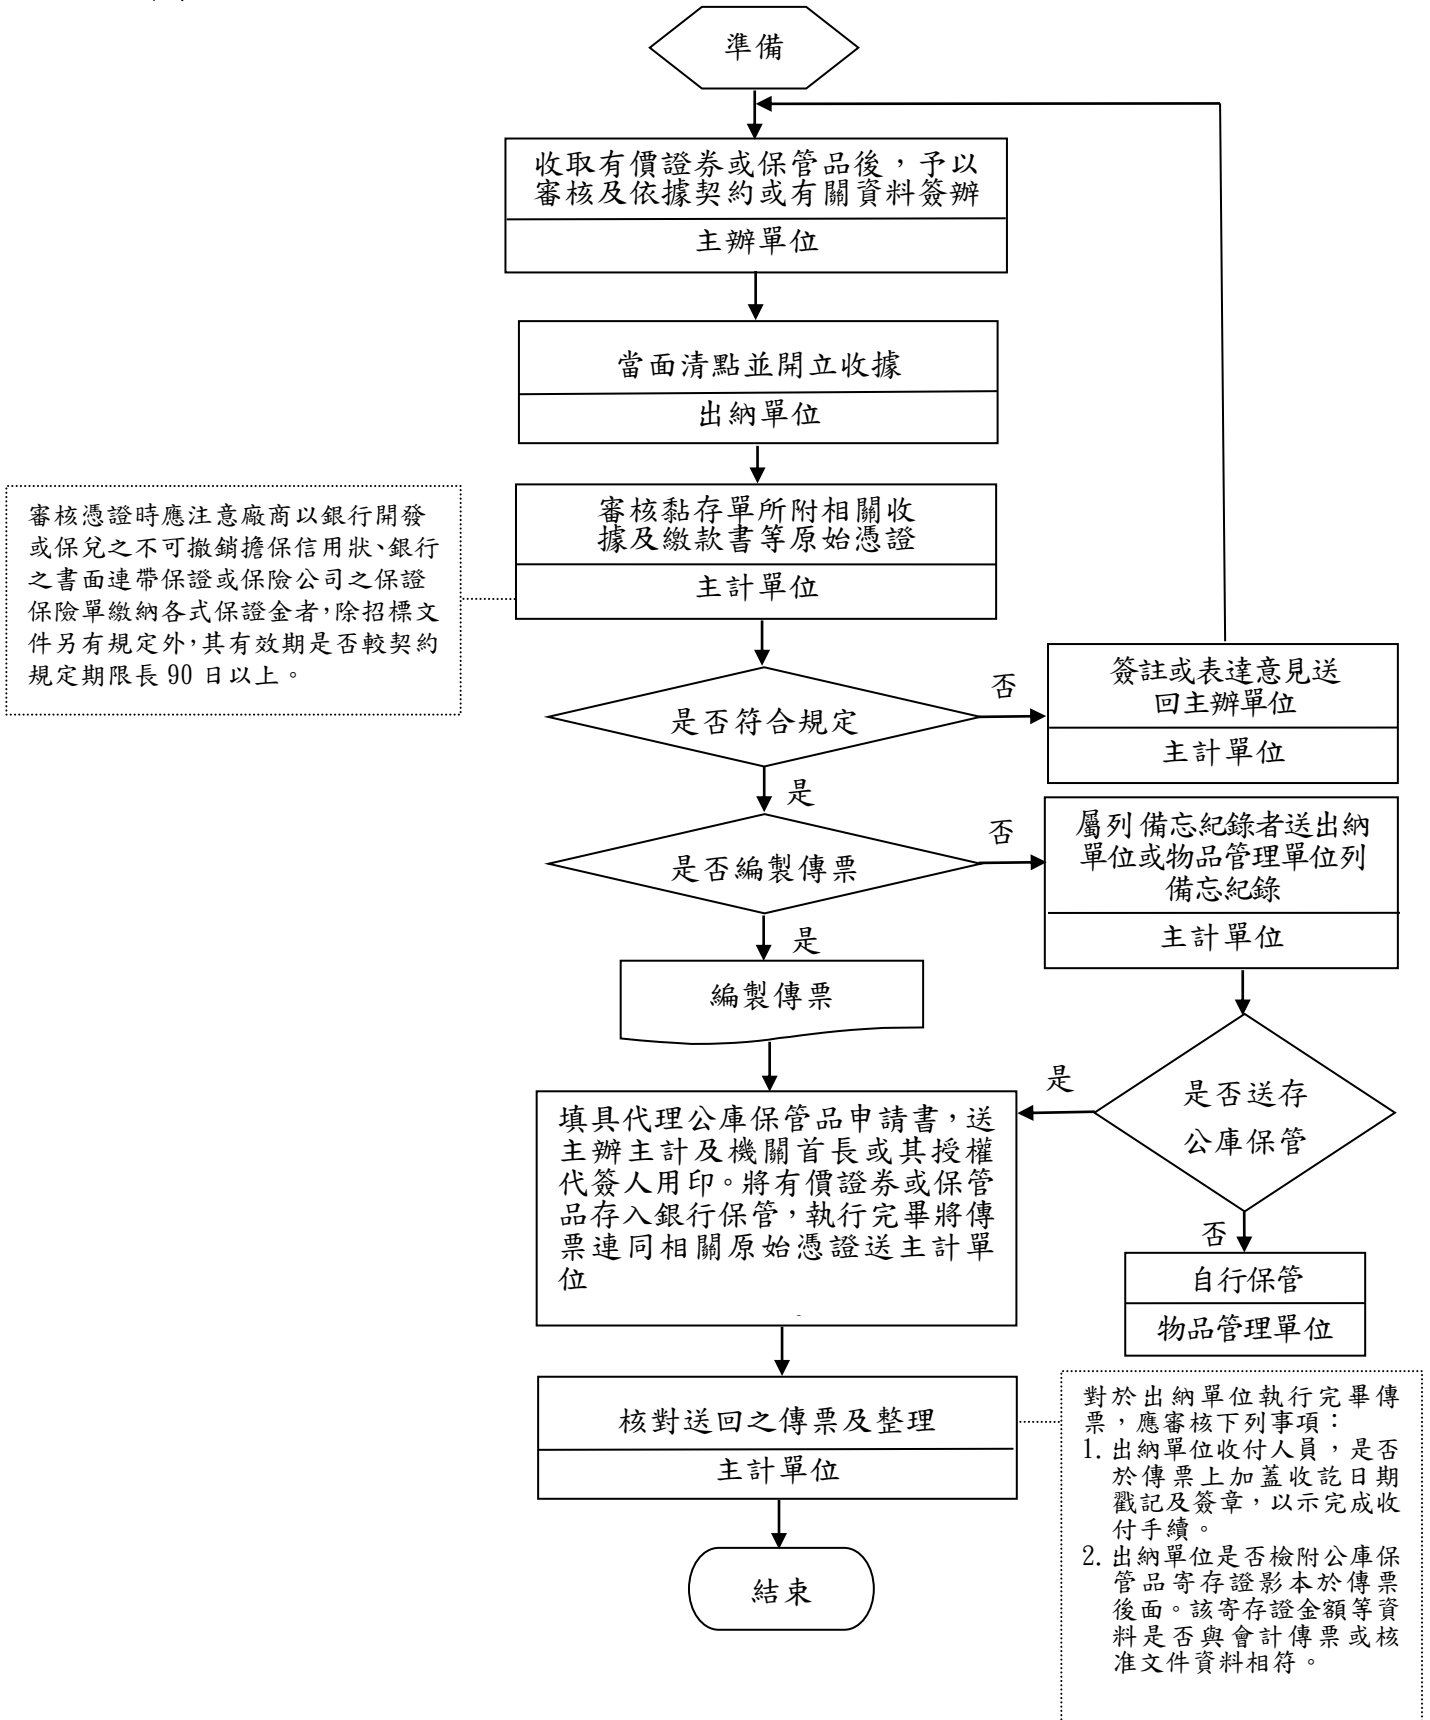 準備
收取有價證券或保管品後，予以
審核及依據契約或有關資料簽辦
主辦單位
當面清點並開立收據
出納單位
審核憑證時應注意廠商以銀行開發
或保兌之不可撤銷擔保信用狀、銀行
之書面連帶保證或保險公司之保證
保險單繳納各式保證金者，除招標文
件另有規定外，其有效期是否較契約
規定期限長 90 日以上。
審核黏存單所附相關收
據及繳款書等原始憑證
主計單位
是否符合規定
否
簽註或表達意見送
回主辦單位
主計單位
是
是否編製傳票
否
屬列備忘紀錄者送出納
單位或物品管理單位列
備忘紀錄
主計單位
是
編製傳票
是否送存
公庫保管
是
填具代理公庫保管品申請書，送
主辦主計及機關首長或其授權
代簽人用印。將有價證券或保管
品存入銀行保管，執行完畢將傳
票連同相關原始憑證送主計單
位
否
自行保管
物品管理單位
核對送回之傳票及整理
主計單位
對於出納單位執行完畢傳
票，應審核下列事項：
1. 出納單位收付人員，是否
於傳票上加蓋收訖日期
戳記及簽章，以示完成收
付手續。
2. 出納單位是否檢附公庫保
管品寄存證影本於傳票
後面。該寄存證金額等資
料是否與會計傳票或核
准文件資料相符。
結束